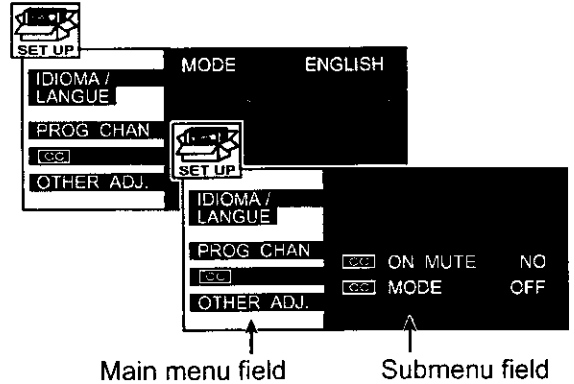 SET UP
MODE ENGLISH
IDIOMA /
LANGUE
PROG CHAN
CC
OTHER ADJ.
SET UP
IDIOMA /
LANGUE
PROG CHAN
CC
OTHER ADJ.
CC ON MUTE NO
CC MODE OFF
Main menu field
Submenu field